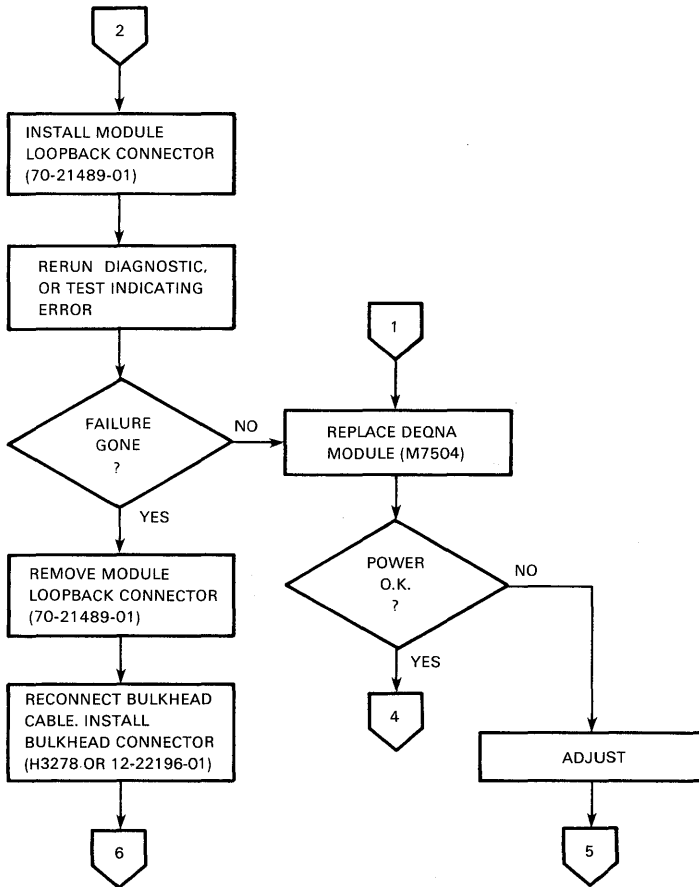 2
INSTALL MODULE
LOOPBACK CONNECTOR
(70-21489-01)
RERUN DIAGNOSTIC,
OR TEST INDICATING
ERROR
FAILURE
GONE
?
NO
YES
REMOVE MODULE
LOOPBACK CONNECTOR
(70-21489-01)
RECONNECT BULKHEAD
CABLE. INSTALL
BULKHEAD CONNECTOR
(H3278 OR 12-22196-01)
6
1
REPLACE DEQNA
MODULE (M7504)
POWER
O.K.
?
NO
YES
4
ADJUST
5